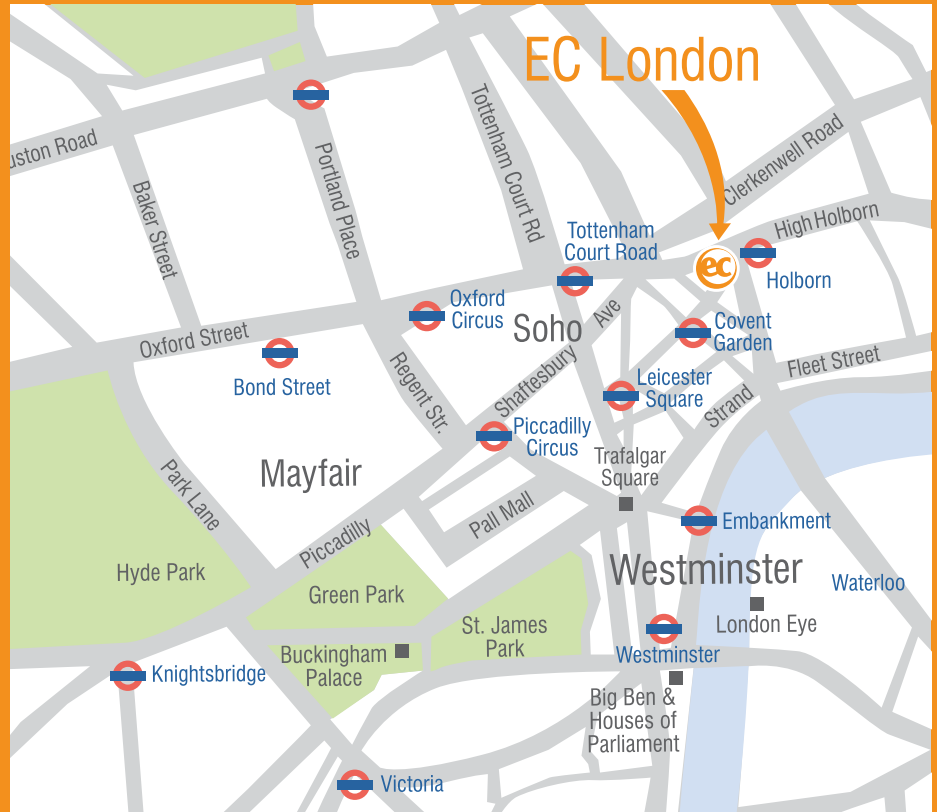 EC London
uston Road
Baker Street
Portland Place
Tottenham Court Rd
Clerkenwell Road
High Holborn
ec
Holborn
Tottenham
Court Road
Oxford
Circus
Soho
Ave
Shaftesbury
Covent
Garden
Oxford Street
Bond Street
Regent Str.
Leicester
Square
Strand
Fleet Street
Piccadilly
Circus
Trafalgar
Square
Mayfair
Park Lane
Piccadilly
Pall Mall
Embankment
Westminster
Hyde Park
Green Park
Waterloo
London Eye
St. James
Park
Buckingham
Palace
Westminster
Knightsbridge
Big Ben &
Houses of
Parliament
Victoria